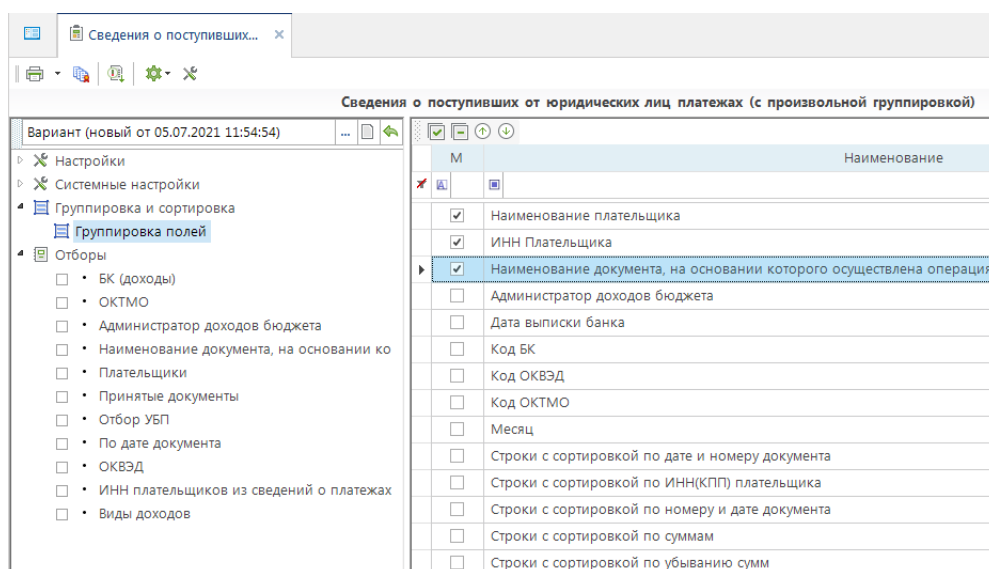 Сведения о поступивших...
Сведения о поступивших от юридических лиц платежах (с произвольной группировкой)
Вариант (новый от 05.07.2021 11:54:54)
...
Настройки
Системные настройки
Группировка и сортировка
Группировка полей
Отборы
БК (доходы)
ОКТМО
Администратор доходов бюджета
Наименование документа, на основании ко
Плательщики
Принятые документы
Отбор УБП
По дате документа
ОКВЭД
ИНН плательщиков из сведений о платежах
Виды доходов
М Наименование
Наименование плательщика
ИНН Плательщика
Наименование документа, на основании которого осуществлена операция
Администратор доходов бюджета
Дата выписки банка
Код БК
Код ОКВЭД
Код ОКТМО
Месяц
Строки с сортировкой по дате и номеру документа
Строки с сортировкой по ИНН(КПП) плательщика
Строки с сортировкой по номеру и дате документа
Строки с сортировкой по суммам
Строки с сортировкой по убыванию сумм